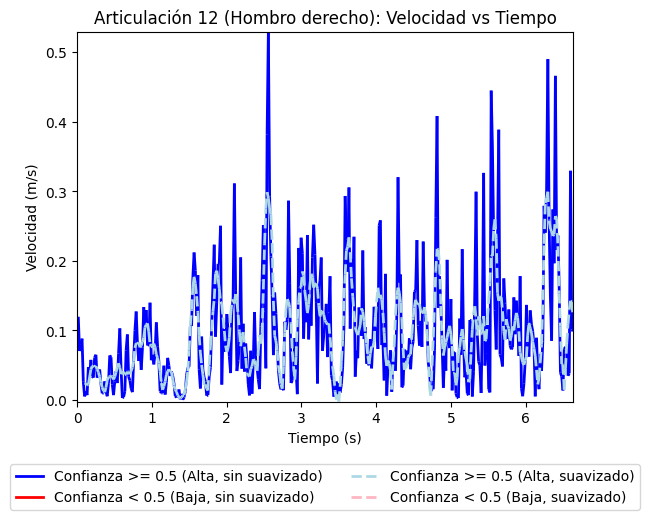 Articulación 12 (Hombro derecho): Velocidad vs Tiempo
0.5
0.4
0.3
0.2
0.1
0.0
Velocidad (m/s)
0 1 2 3 4 5 6
Tiempo (s)
Confianza >= 0.5 (Alta, sin suavizado)
Confianza < 0.5 (Baja, sin suavizado)
Confianza >= 0.5 (Alta, suavizado)
Confianza < 0.5 (Baja, suavizado)